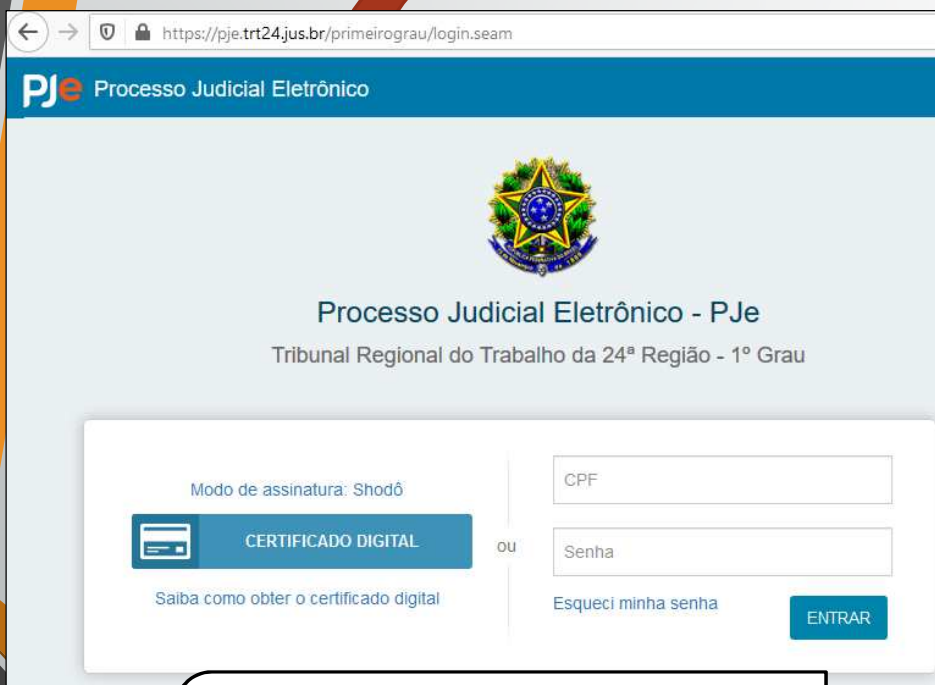 https://pje.trt24.jus.br/primeirograu/login.seam
PJe Processo Judicial Eletrônico
Processo Judicial Eletrônico - PJe
Tribunal Regional do Trabalho da 24ª Região - 1º Grau
Modo de assinatura: Shodô
CERTIFICADO DIGITAL
Saiba como obter o certificado digital
ou
CPF
Senha
Esqueci minha senha
ENTRAR